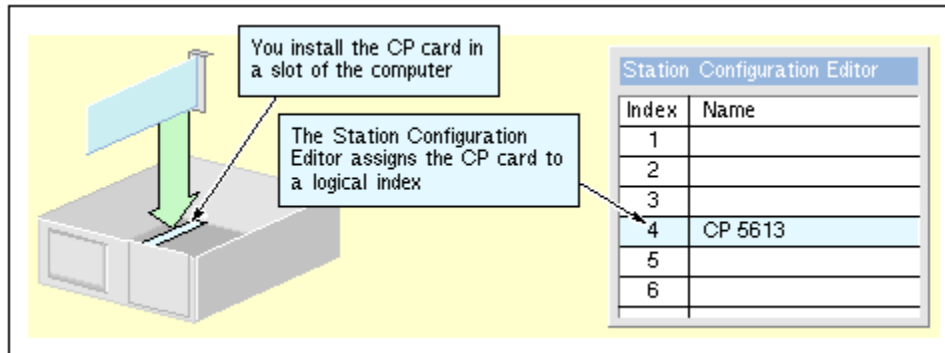 You install the CP card in
a slot of the computer
The Station Configuration
Editor assigns the CP card to
a logical index
Station Configuration Editor
Index Name
1
2
3
4 CP 5613
5
6